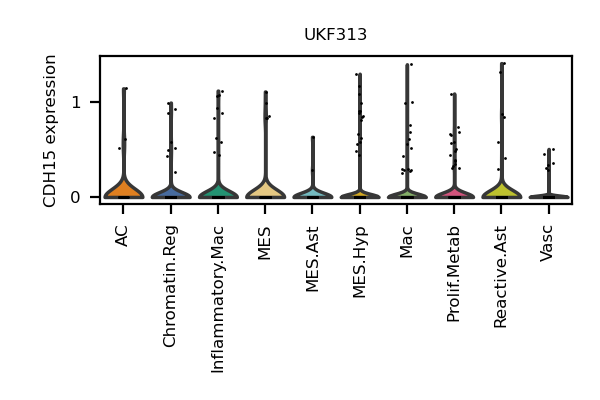 UKF313
CDH15 expression
1
0
AC
Chromatin.Reg
Inflammatory.Mac
MES
MES.Ast
MES.Hyp
Mac
Prolif.Metab
Reactive.Ast
Vasc